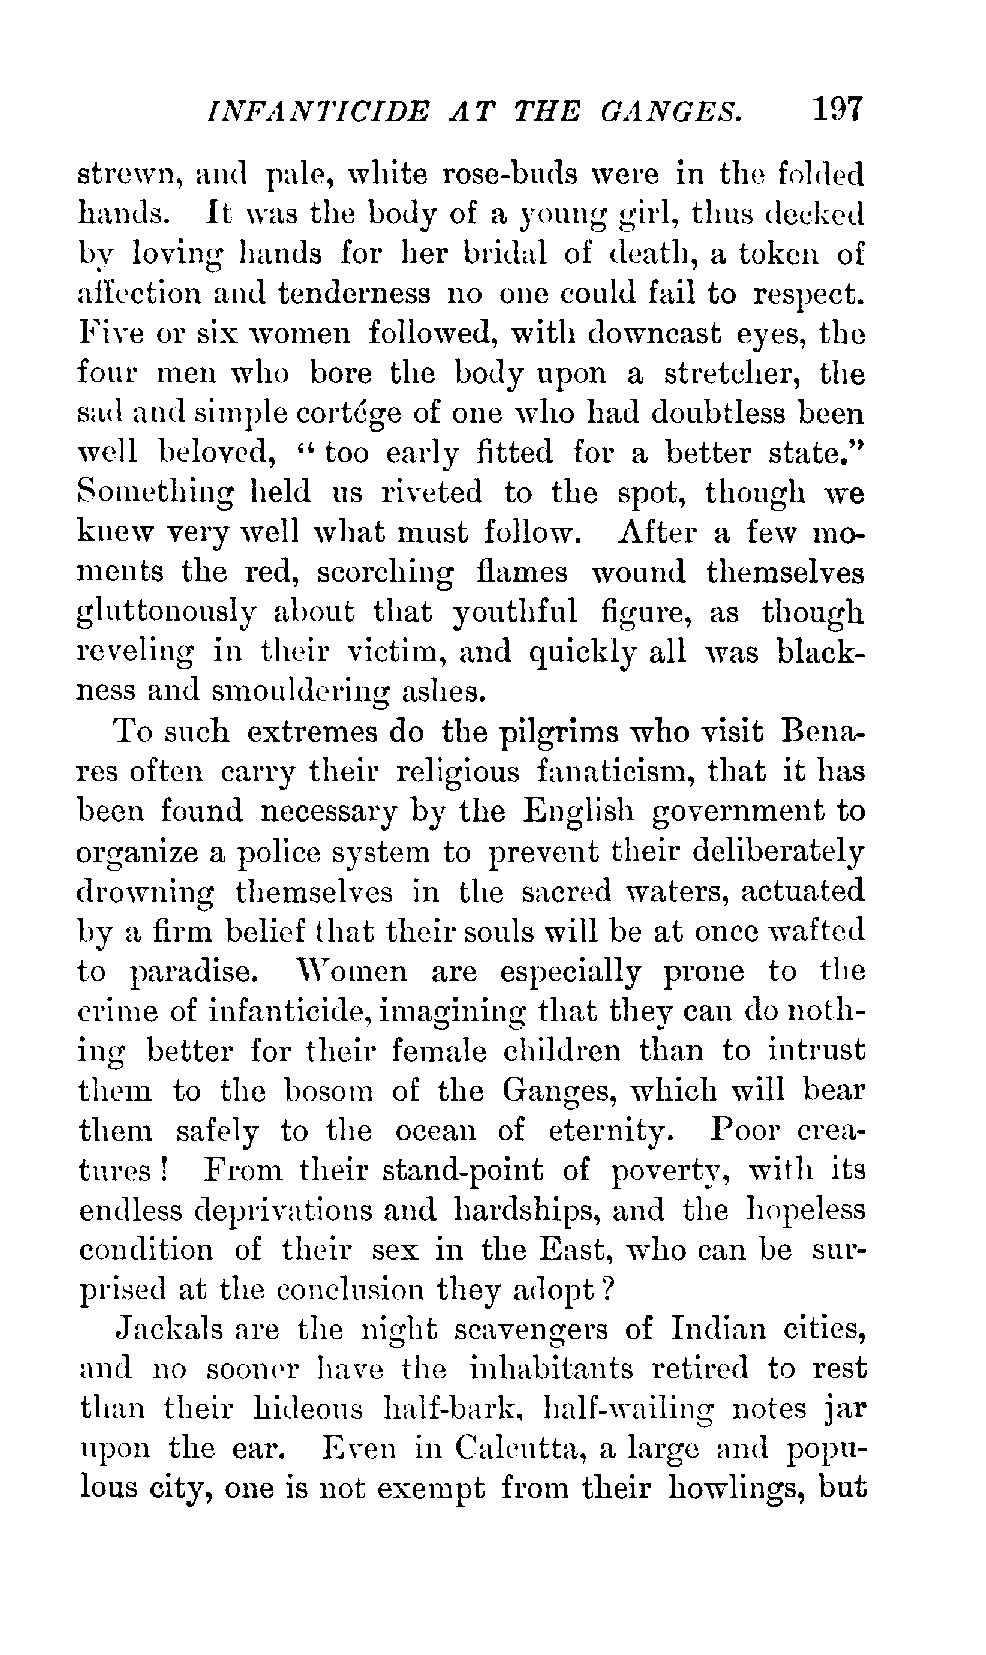 INFANTICIDE AT THE GANGES. 197
strewn, and pale, white rose-buds were in the folded
hands. It was the body of a young girl, thus decked
by loving hands for her bridal of death, a token of
affection and tenderness no one could fail to respect.
Five or six women followed, with downcast eyes, the
four men who bore the body upon a stretcher, the
sad and simple cortége of one who had doubtless been
well beloved, “ too early fitted for a better state.”
Something held us riveted to the spot, though we
knew very well what must follow. After a few mo-
ments the red, scorching flames wound themselves
gluttonously about that youthful figure, as though
reveling in their victim, and quickly all was black-
ness and smouldering ashes.
To such extremes do the pilgrims who visit Bena-
res often carry their religious fanaticism, that it has
been found necessary by the English government to
organize a police system to prevent their deliberately
drowning themselves in the sacred waters, actuated
by a firm belief that their souls will be at once wafted
to paradise. Women are especially prone to the
crime of infanticide, imagining that they can do noth-
ing better for their female children than to intrust
them to the bosom of the Ganges, which will bear
them safely to the ocean of eternity. Poor crea-
tures! From their stand-point of poverty, with its
endless deprivations and hardships, and the hopeless
condition of their sex in the East, who can be sur-
prised at the conclusion they adopt?
Jackals are the night scavengers of Indian cities,
and no sooner have the inhabitants retired to rest
than their hideous half-bark, half-wailing notes jar
upon the ear. Even in Calcutta, a large and popu-
lous city, one is not exempt from their howlings, but